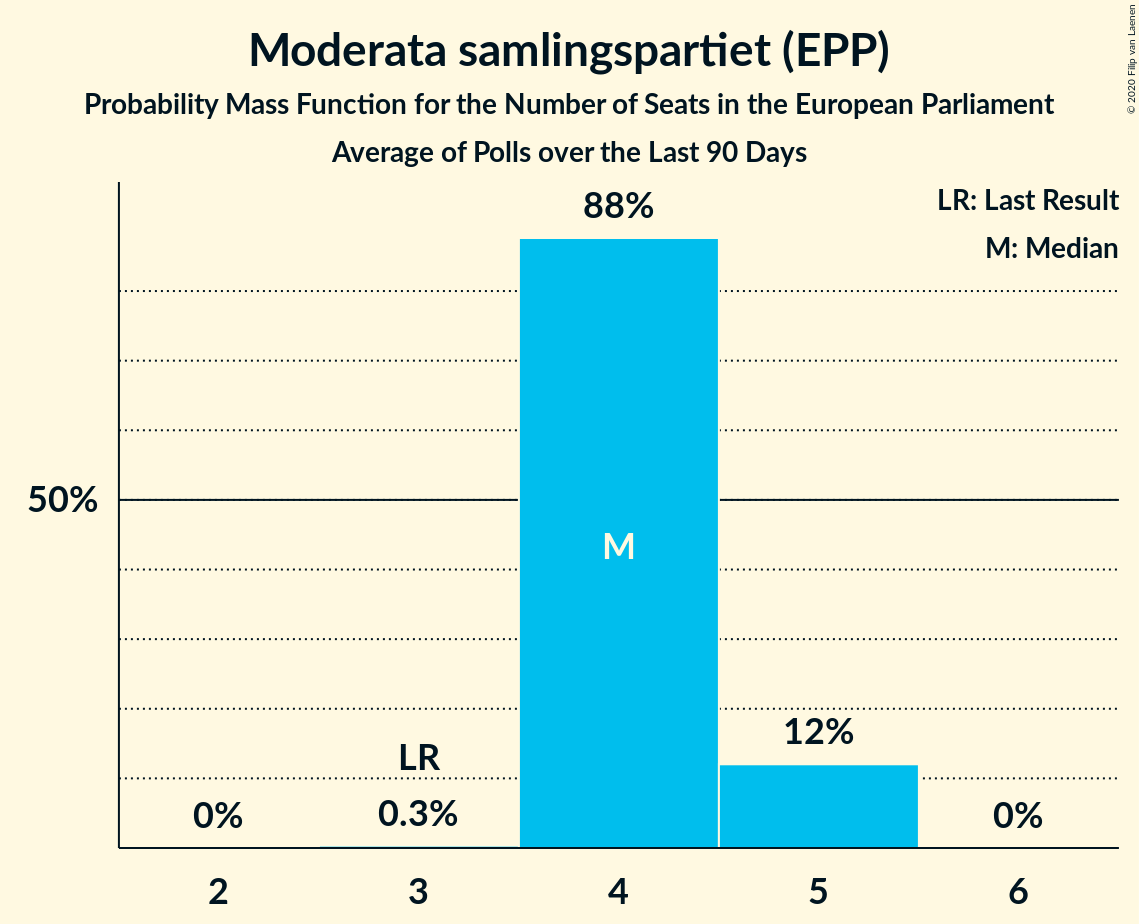 Moderata samlingspartiet (EPP)
Probability Mass Function for the Number of Seats in the European Parliament
Average of Polls over the Last 90 Days
© 2020 Filip van Laenen
LR: Last Result
M: Median
88%
50%
M
12%
LR
0%
0.3%
0%
2
3
4
5
6